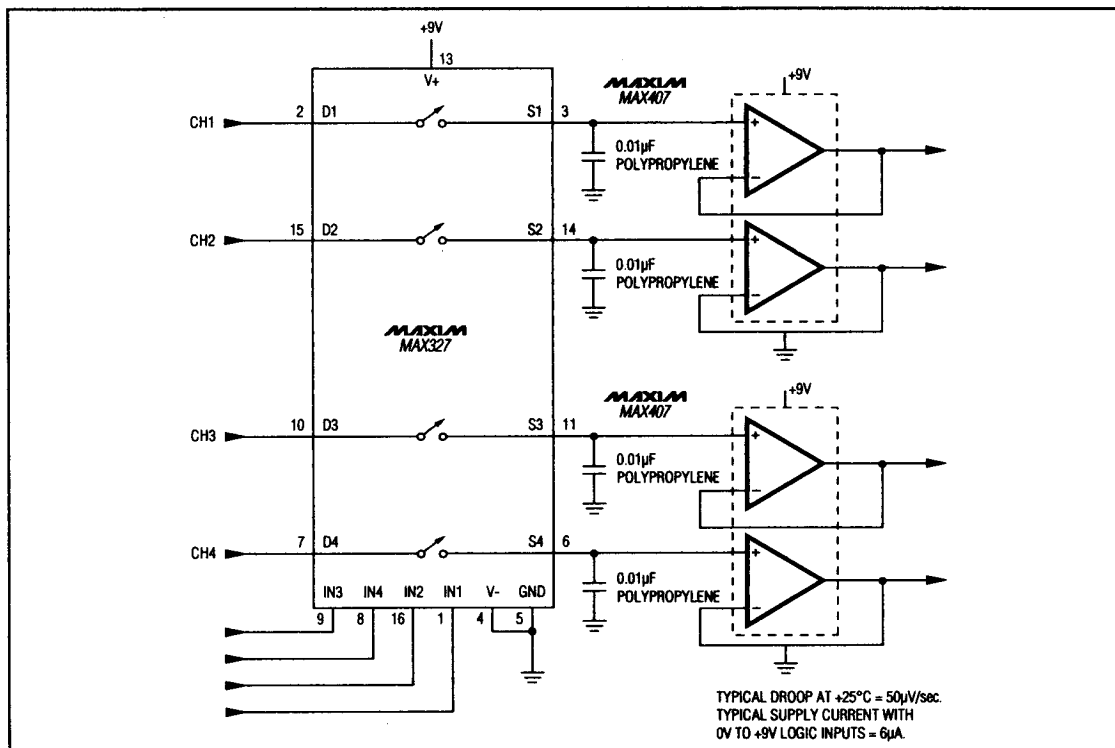 +9V
13
V+
CH1
2
D1
S1
3
MAXIM
MAX407
+9V
+
−
0.01µF
POLYPROPYLENE
CH2
15
D2
S2
14
+
−
0.01µF
POLYPROPYLENE
MAXIM
MAX327
MAXIM
MAX407
+9V
CH3
10
D3
S3
11
+
−
0.01µF
POLYPROPYLENE
CH4
7
D4
S4
6
+
−
0.01µF
POLYPROPYLENE
IN3 IN4 IN2 IN1 V- GND
9 8 16 1 4 5
TYPICAL DROOP AT +25°C = 50µV/sec.
TYPICAL SUPPLY CURRENT WITH
0V TO +9V LOGIC INPUTS = 6µA.